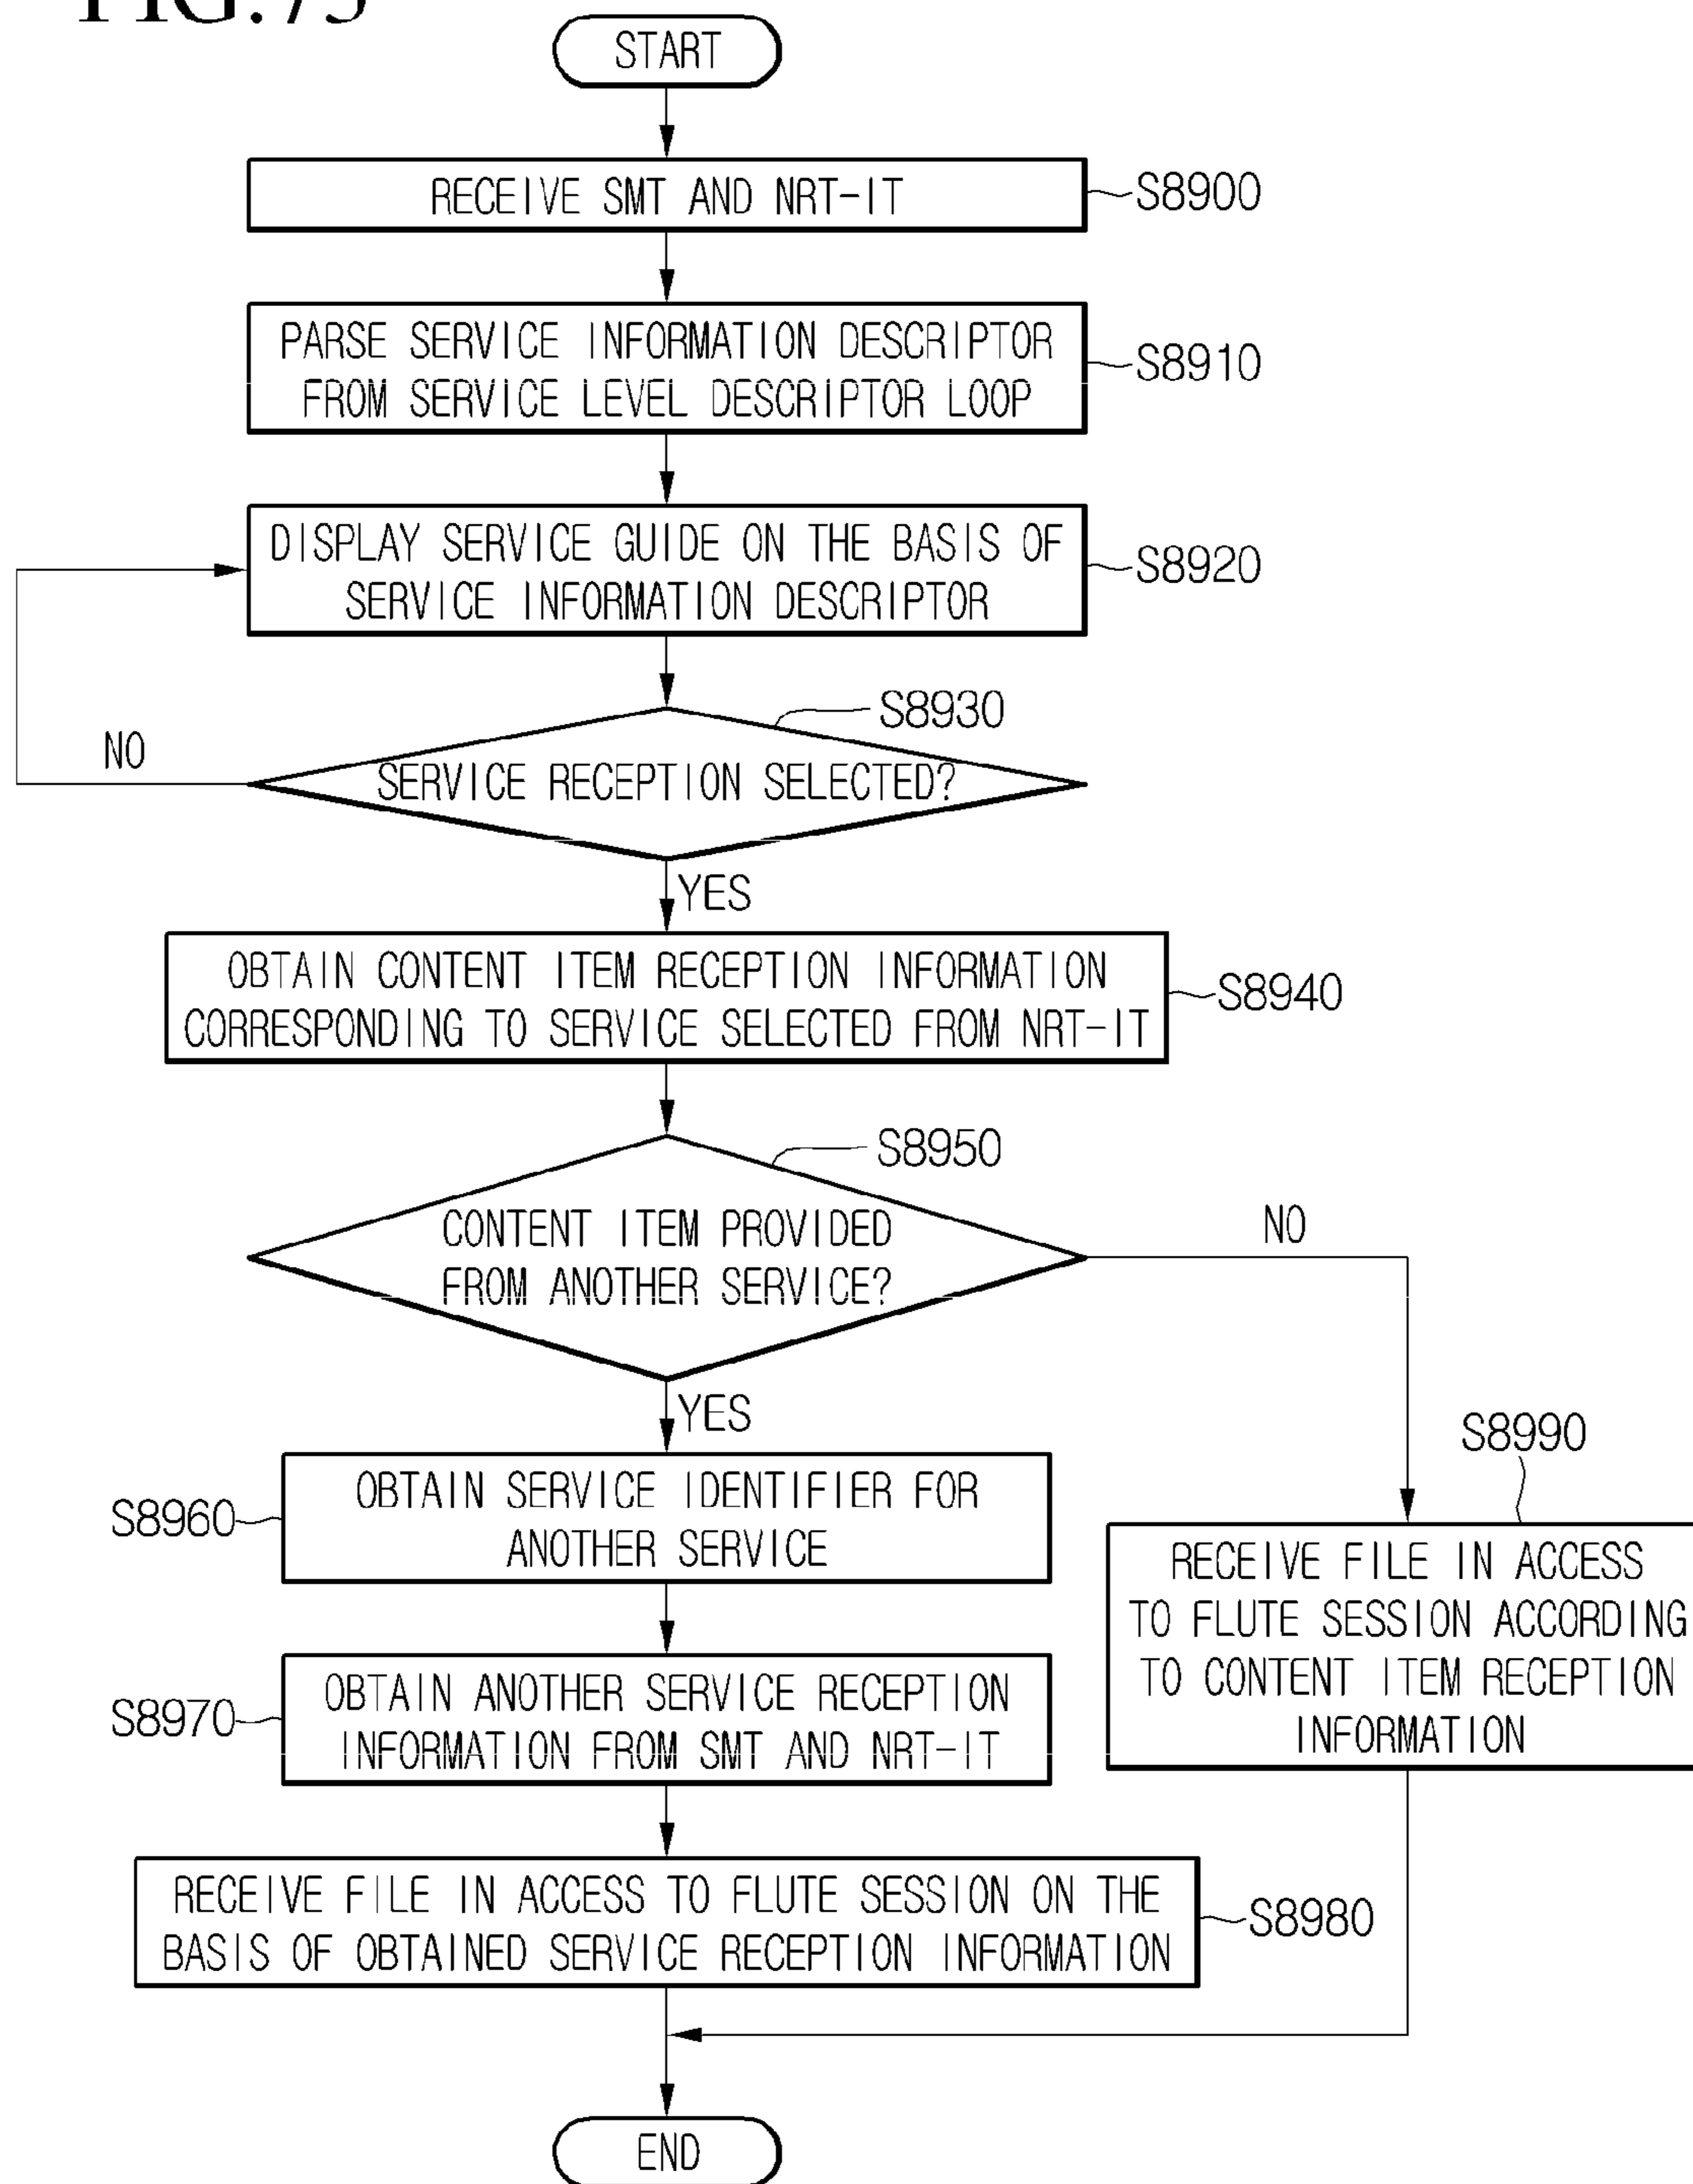 FIG. 75
START
RECEIVE SMT AND NRT-IT
S8900
PARSE SERVICE INFORMATION DESCRIPTOR
FROM SERVICE LEVEL DESCRIPTOR LOOP
S8910
DISPLAY SERVICE GUIDE ON THE BASIS OF
SERVICE INFORMATION DESCRIPTOR
S8920
S8930
NO
SERVICE RECEPTION SELECTED?
YES
OBTAIN CONTENT ITEM RECEPTION INFORMATION
CORRESPONDING TO SERVICE SELECTED FROM NRT-IT
S8940
S8950
CONTENT ITEM PROVIDED
FROM ANOTHER SERVICE?
NO
YES
S8960
OBTAIN SERVICE IDENTIFIER FOR
ANOTHER SERVICE
S8990
RECEIVE FILE IN ACCESS
TO FLUTE SESSION ACCORDING
TO CONTENT ITEM RECEPTION
INFORMATION
S8970
OBTAIN ANOTHER SERVICE RECEPTION
INFORMATION FROM SMT AND NRT-IT
RECEIVE FILE IN ACCESS TO FLUTE SESSION ON THE
BASIS OF OBTAINED SERVICE RECEPTION INFORMATION
S8980
END